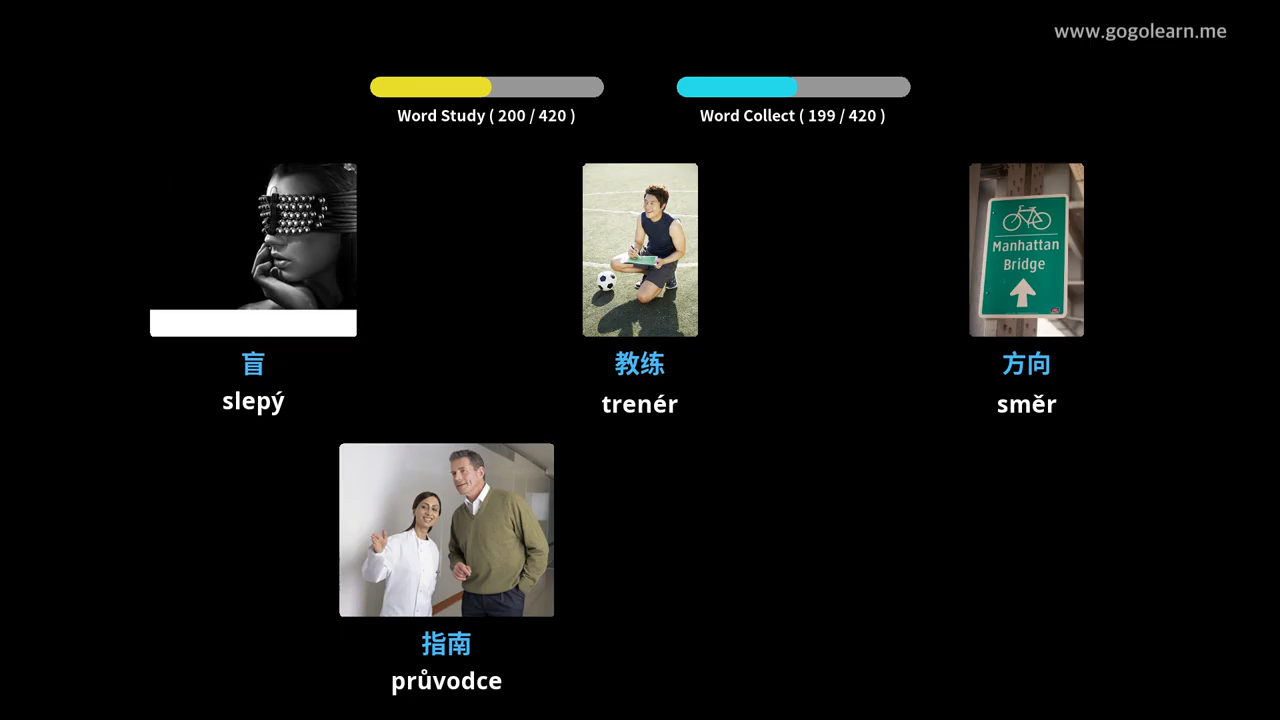 www.gogolearn.me
Word Study ( 200 / 420 )
Word Collect ( 199 / 420 )
Manhattan
Bridge
盲
教练
方向
slepý
trenér
směr
指南
průvodce